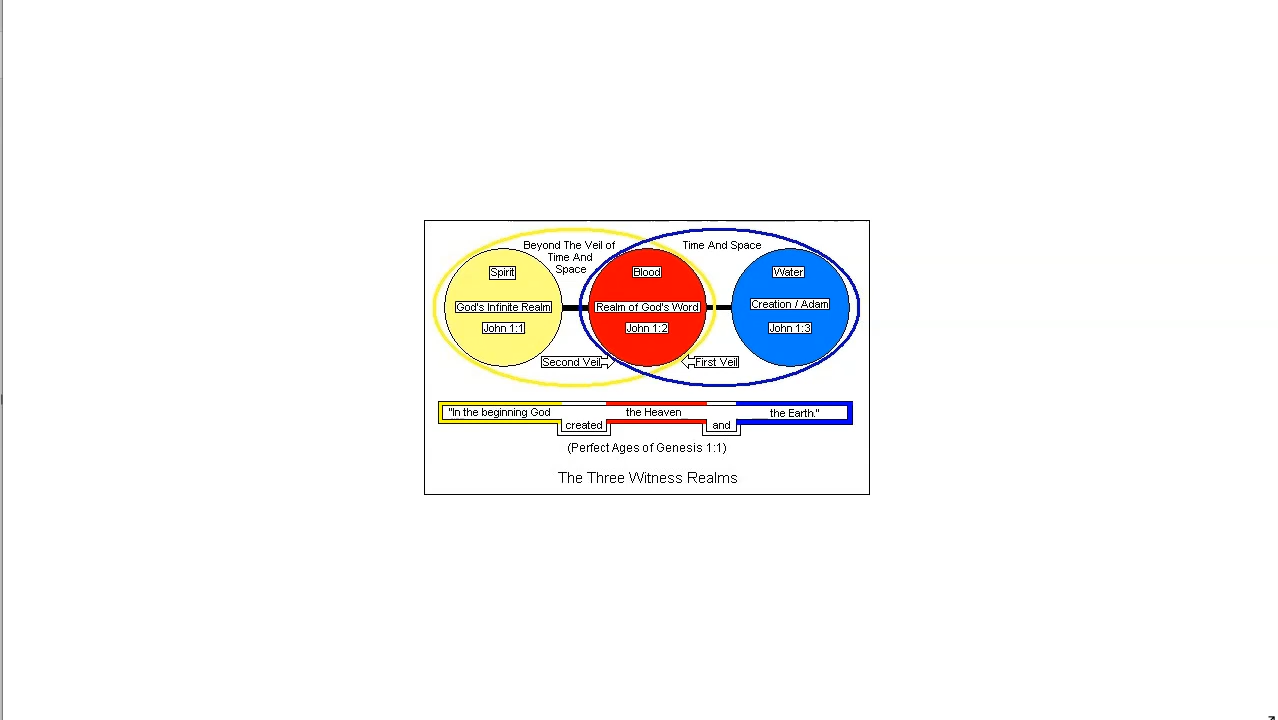 Beyond The Veil of
Time And
Space
Time And Space
Spirit
Blood
Water
God's Infinite Realm
Realm of God's Word
Creation / Adam
John 1:1
John 1:2
John 1:3
Second Veil
First Veil
"In the beginning God
created
the Heaven
and
the Earth."
(Perfect Ages of Genesis 1:1)
The Three Witness Realms